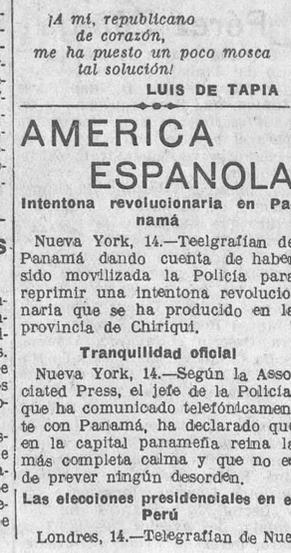 ¡A mí, republicano
de corazón,
me ha puesto un poco mosca
tal solución!
LUIS DE TAPIA
AMERICA
ESPANOLA
Intentona revolucionaria en Pa-
namá
Nueva York, 14.—Teelgrafían de
Panamá dando cuenta de haber
sido movilizada la Policía para
reprimir una intentona revolucio-
naria que se ha producido en la
provincia de Chiriqui.
Tranquilidad oficial
Nueva York, 14.—Según la Asso-
ciated Press, el jefe de la Policía,
que ha comunicado telefónicamen-
te con Panamá, ha declarado que
en la capital panameña reina la
más completa calma y que no e
de prever ningún desorden.
Las elecciones presidenciales en e
Perú
Londres, 14.—Telegrafían de Nue